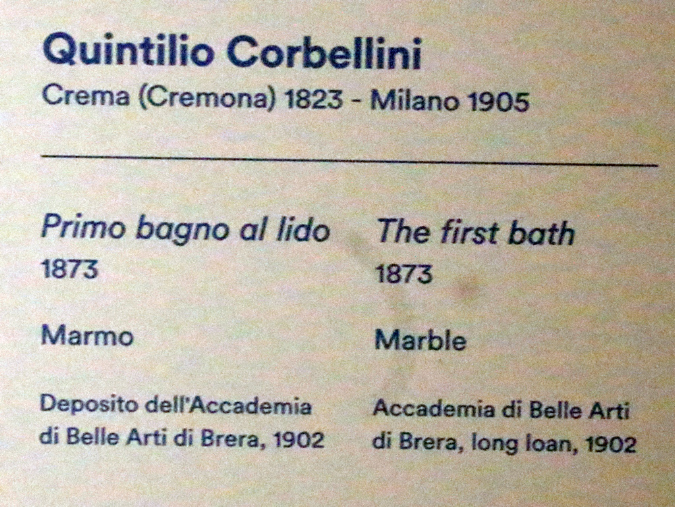 Quintilio Corbellini
Crema (Cremona) 1823 - Milano 1905
Primo bagno al lido
1873
Marmo
Deposito dell'Accademia
di Belle Arti di Brera, 1902
The first bath
1873
Marble
Accademia di Belle Arti
di Brera, long loan, 1902